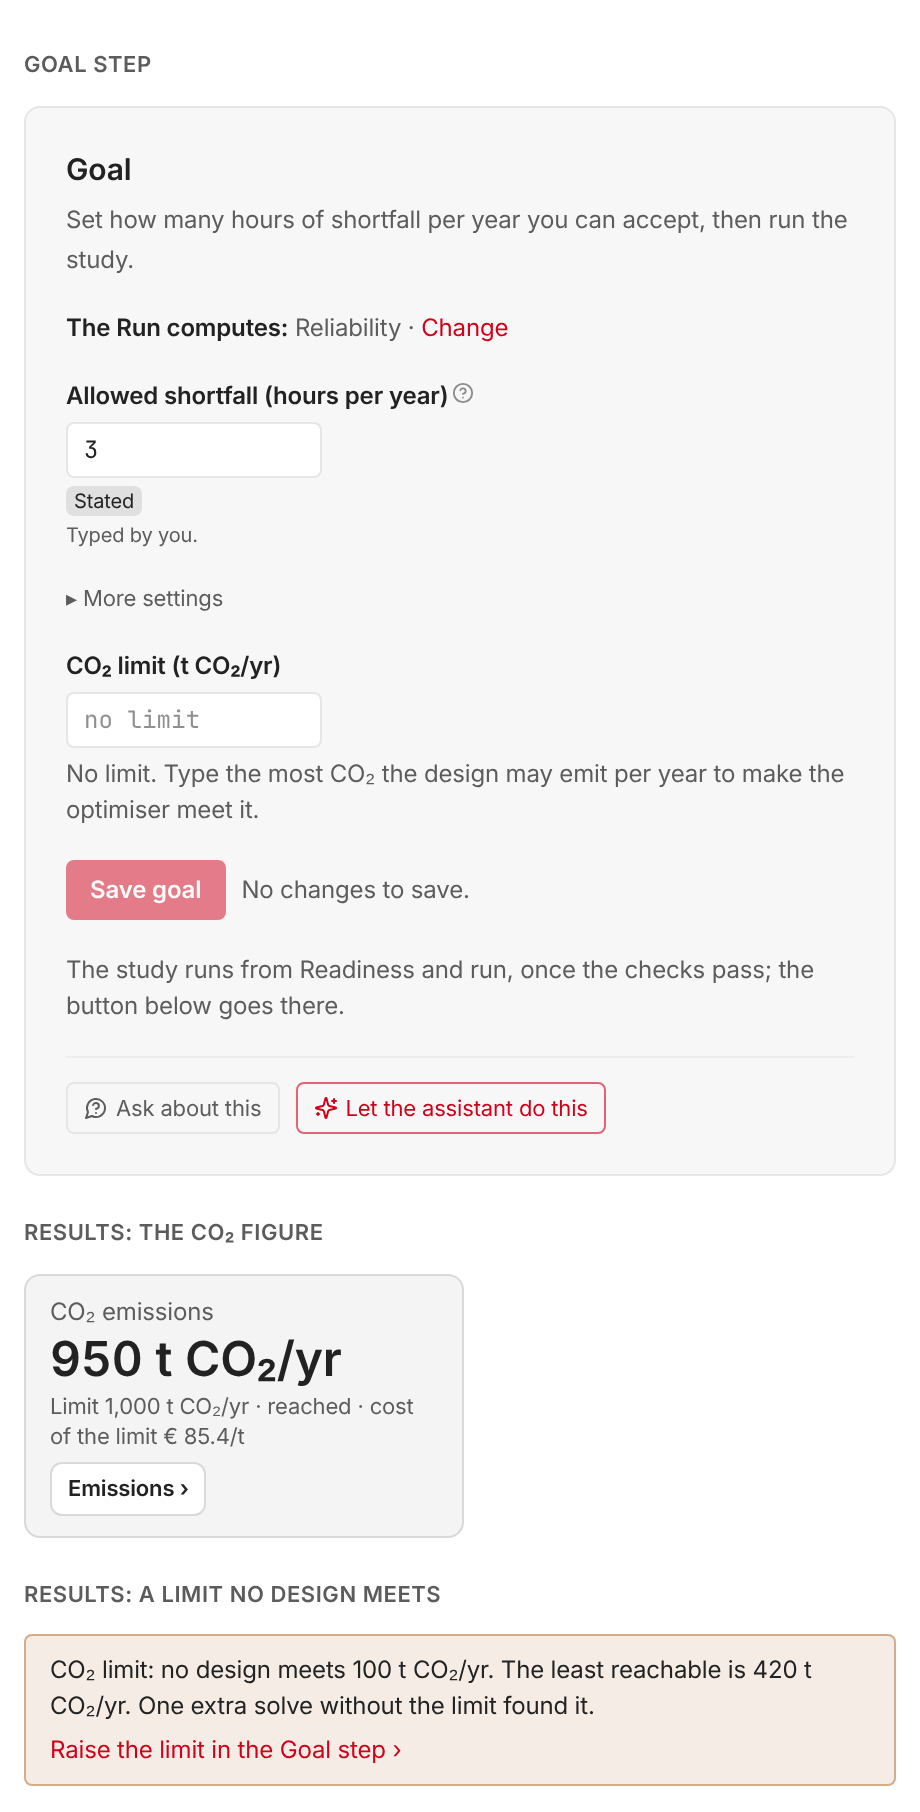 GOAL STEP
Goal
Set how many hours of shortfall per year you can accept, then run the
study.
The Run computes: Reliability · Change
Allowed shortfall (hours per year)
3
Stated
Typed by you.
▸ More settings
CO₂ limit (t CO₂/yr)
no limit
No limit. Type the most CO₂ the design may emit per year to make the
optimiser meet it.
Save goal No changes to save.
The study runs from Readiness and run, once the checks pass; the
button below goes there.
Ask about this Let the assistant do this
RESULTS: THE CO₂ FIGURE
CO₂ emissions
950 t CO₂/yr
Limit 1,000 t CO₂/yr · reached · cost
of the limit € 85.4/t
Emissions ›
RESULTS: A LIMIT NO DESIGN MEETS
CO₂ limit: no design meets 100 t CO₂/yr. The least reachable is 420 t
CO₂/yr. One extra solve without the limit found it.
Raise the limit in the Goal step ›